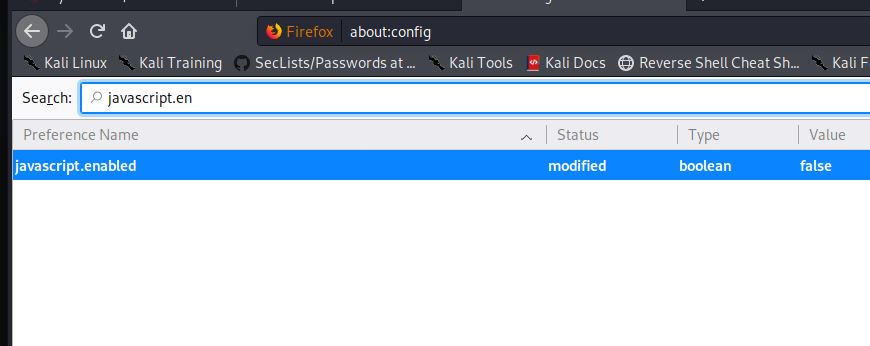 Firefox about:config
Kali Linux Kali Training SecLists/Passwords at ... Kali Tools Kali Docs Reverse Shell Cheat Sh... Kali F
Search: javascript.en
Preference Name Status Type Value
javascript.enabled modified boolean false